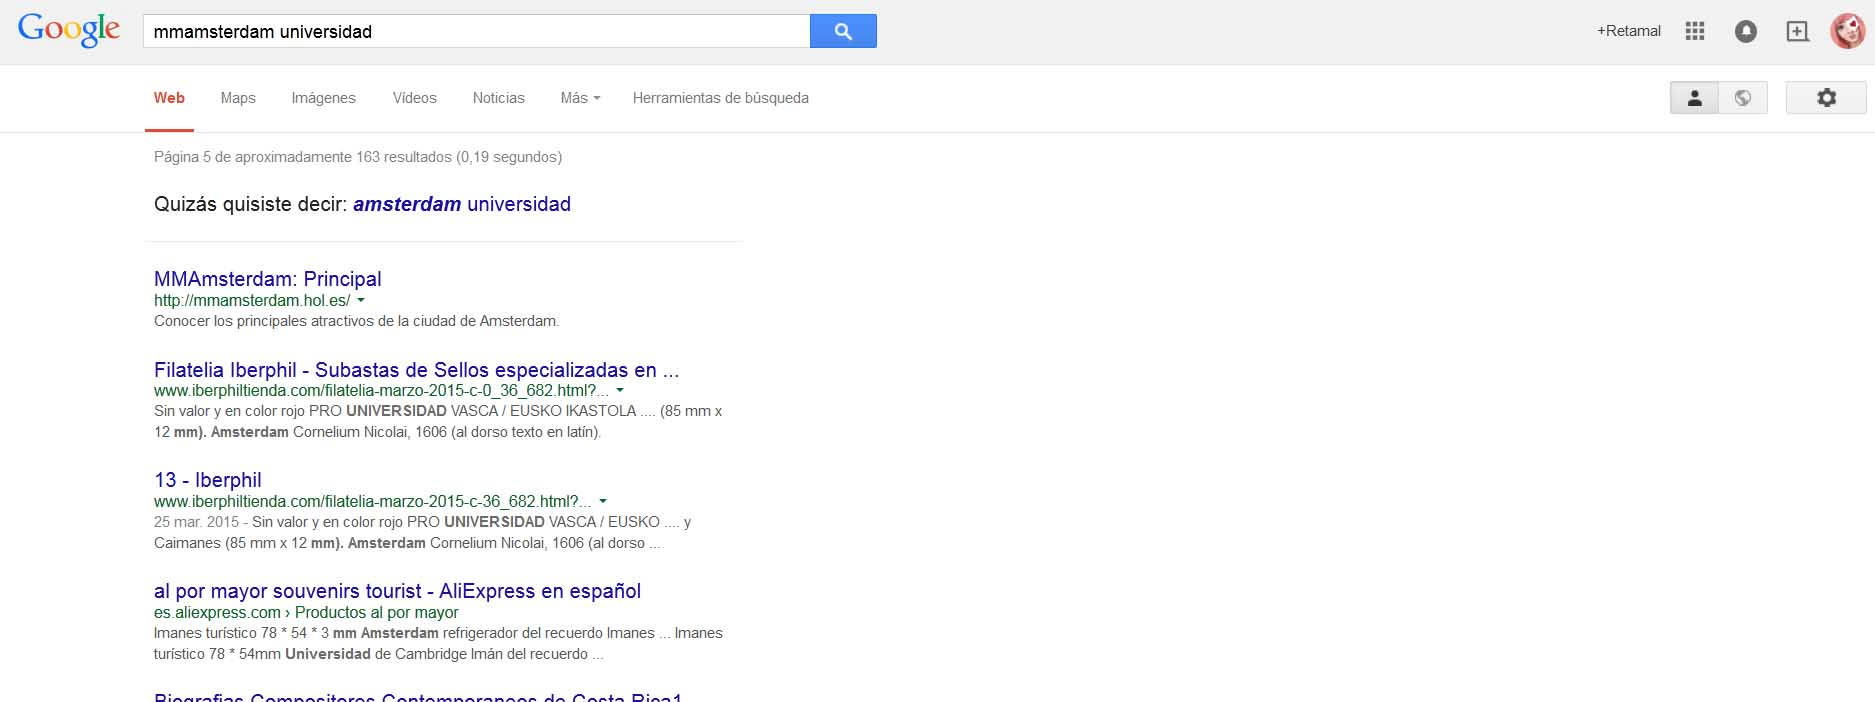 Google
mmamsterdam universidad
+Retamal
Web Maps Imágenes Vídeos Noticias Más Herramientas de búsqueda
Página 5 de aproximadamente 163 resultados (0,19 segundos)
Quizás quisiste decir: amsterdam universidad
MMAmsterdam: Principal
http://mmamsterdam.hol.es/
Conocer los principales atractivos de la ciudad de Amsterdam.
Filatelia Iberphil - Subastas de Sellos especializadas en ...
www.iberphiltienda.com/filatelia-marzo-2015-c-0_36_682.html?...
Sin valor y en color rojo PRO UNIVERSIDAD VASCA / EUSKO IKASTOLA .... (85 mm x
12 mm). Amsterdam Cornelium Nicolai, 1606 (al dorso texto en latín).
13 - Iberphil
www.iberphiltienda.com/filatelia-marzo-2015-c-36_682.html?...
25 mar. 2015 - Sin valor y en color rojo PRO UNIVERSIDAD VASCA / EUSKO .... y
Caimanes (85 mm x 12 mm). Amsterdam Cornelium Nicolai, 1606 (al dorso ...
al por mayor souvenirs tourist - AliExpress en español
es.aliexpress.com › Productos al por mayor
Imanes turístico 78 * 54 * 3 mm Amsterdam refrigerador del recuerdo Imanes ... Imanes
turístico 78 * 54mm Universidad de Cambridge Imán del recuerdo ...
Biografias Compositores Contemporaneos de Costa Rica1